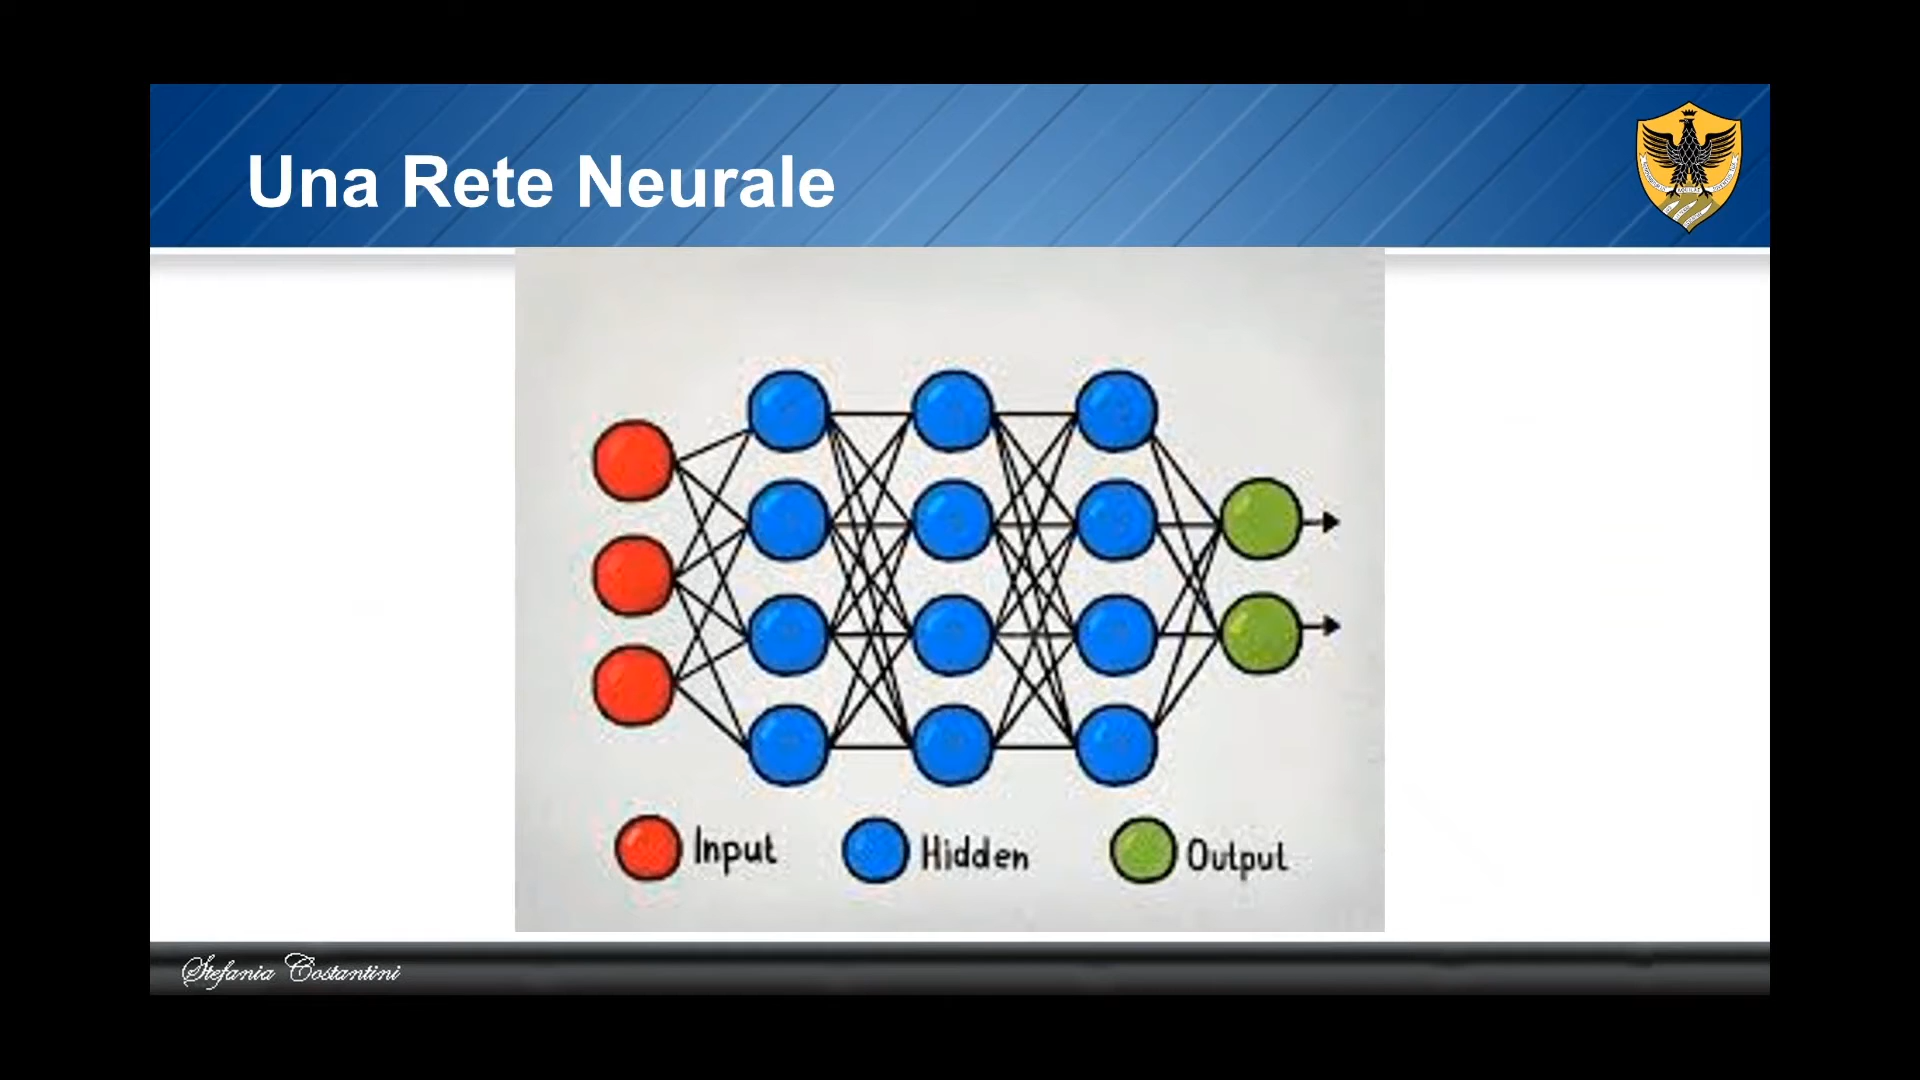 Una Rete Neurale
Input
Hidden
Output
Stefania Costantini